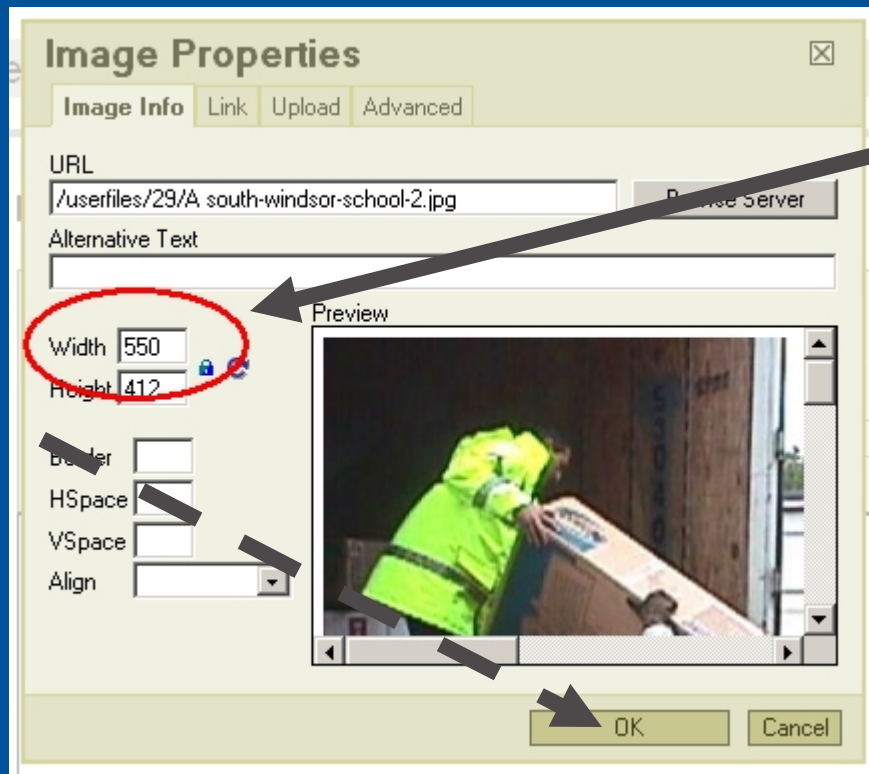 Image Properties
Image Info Link Upload Advanced
URL
/userfiles/29/A south-windsor-school-2.jpg
Server
Alternative Text
Preview
Width 550
Height 412
Border
HSpace
VSpace
Align
OK Cancel